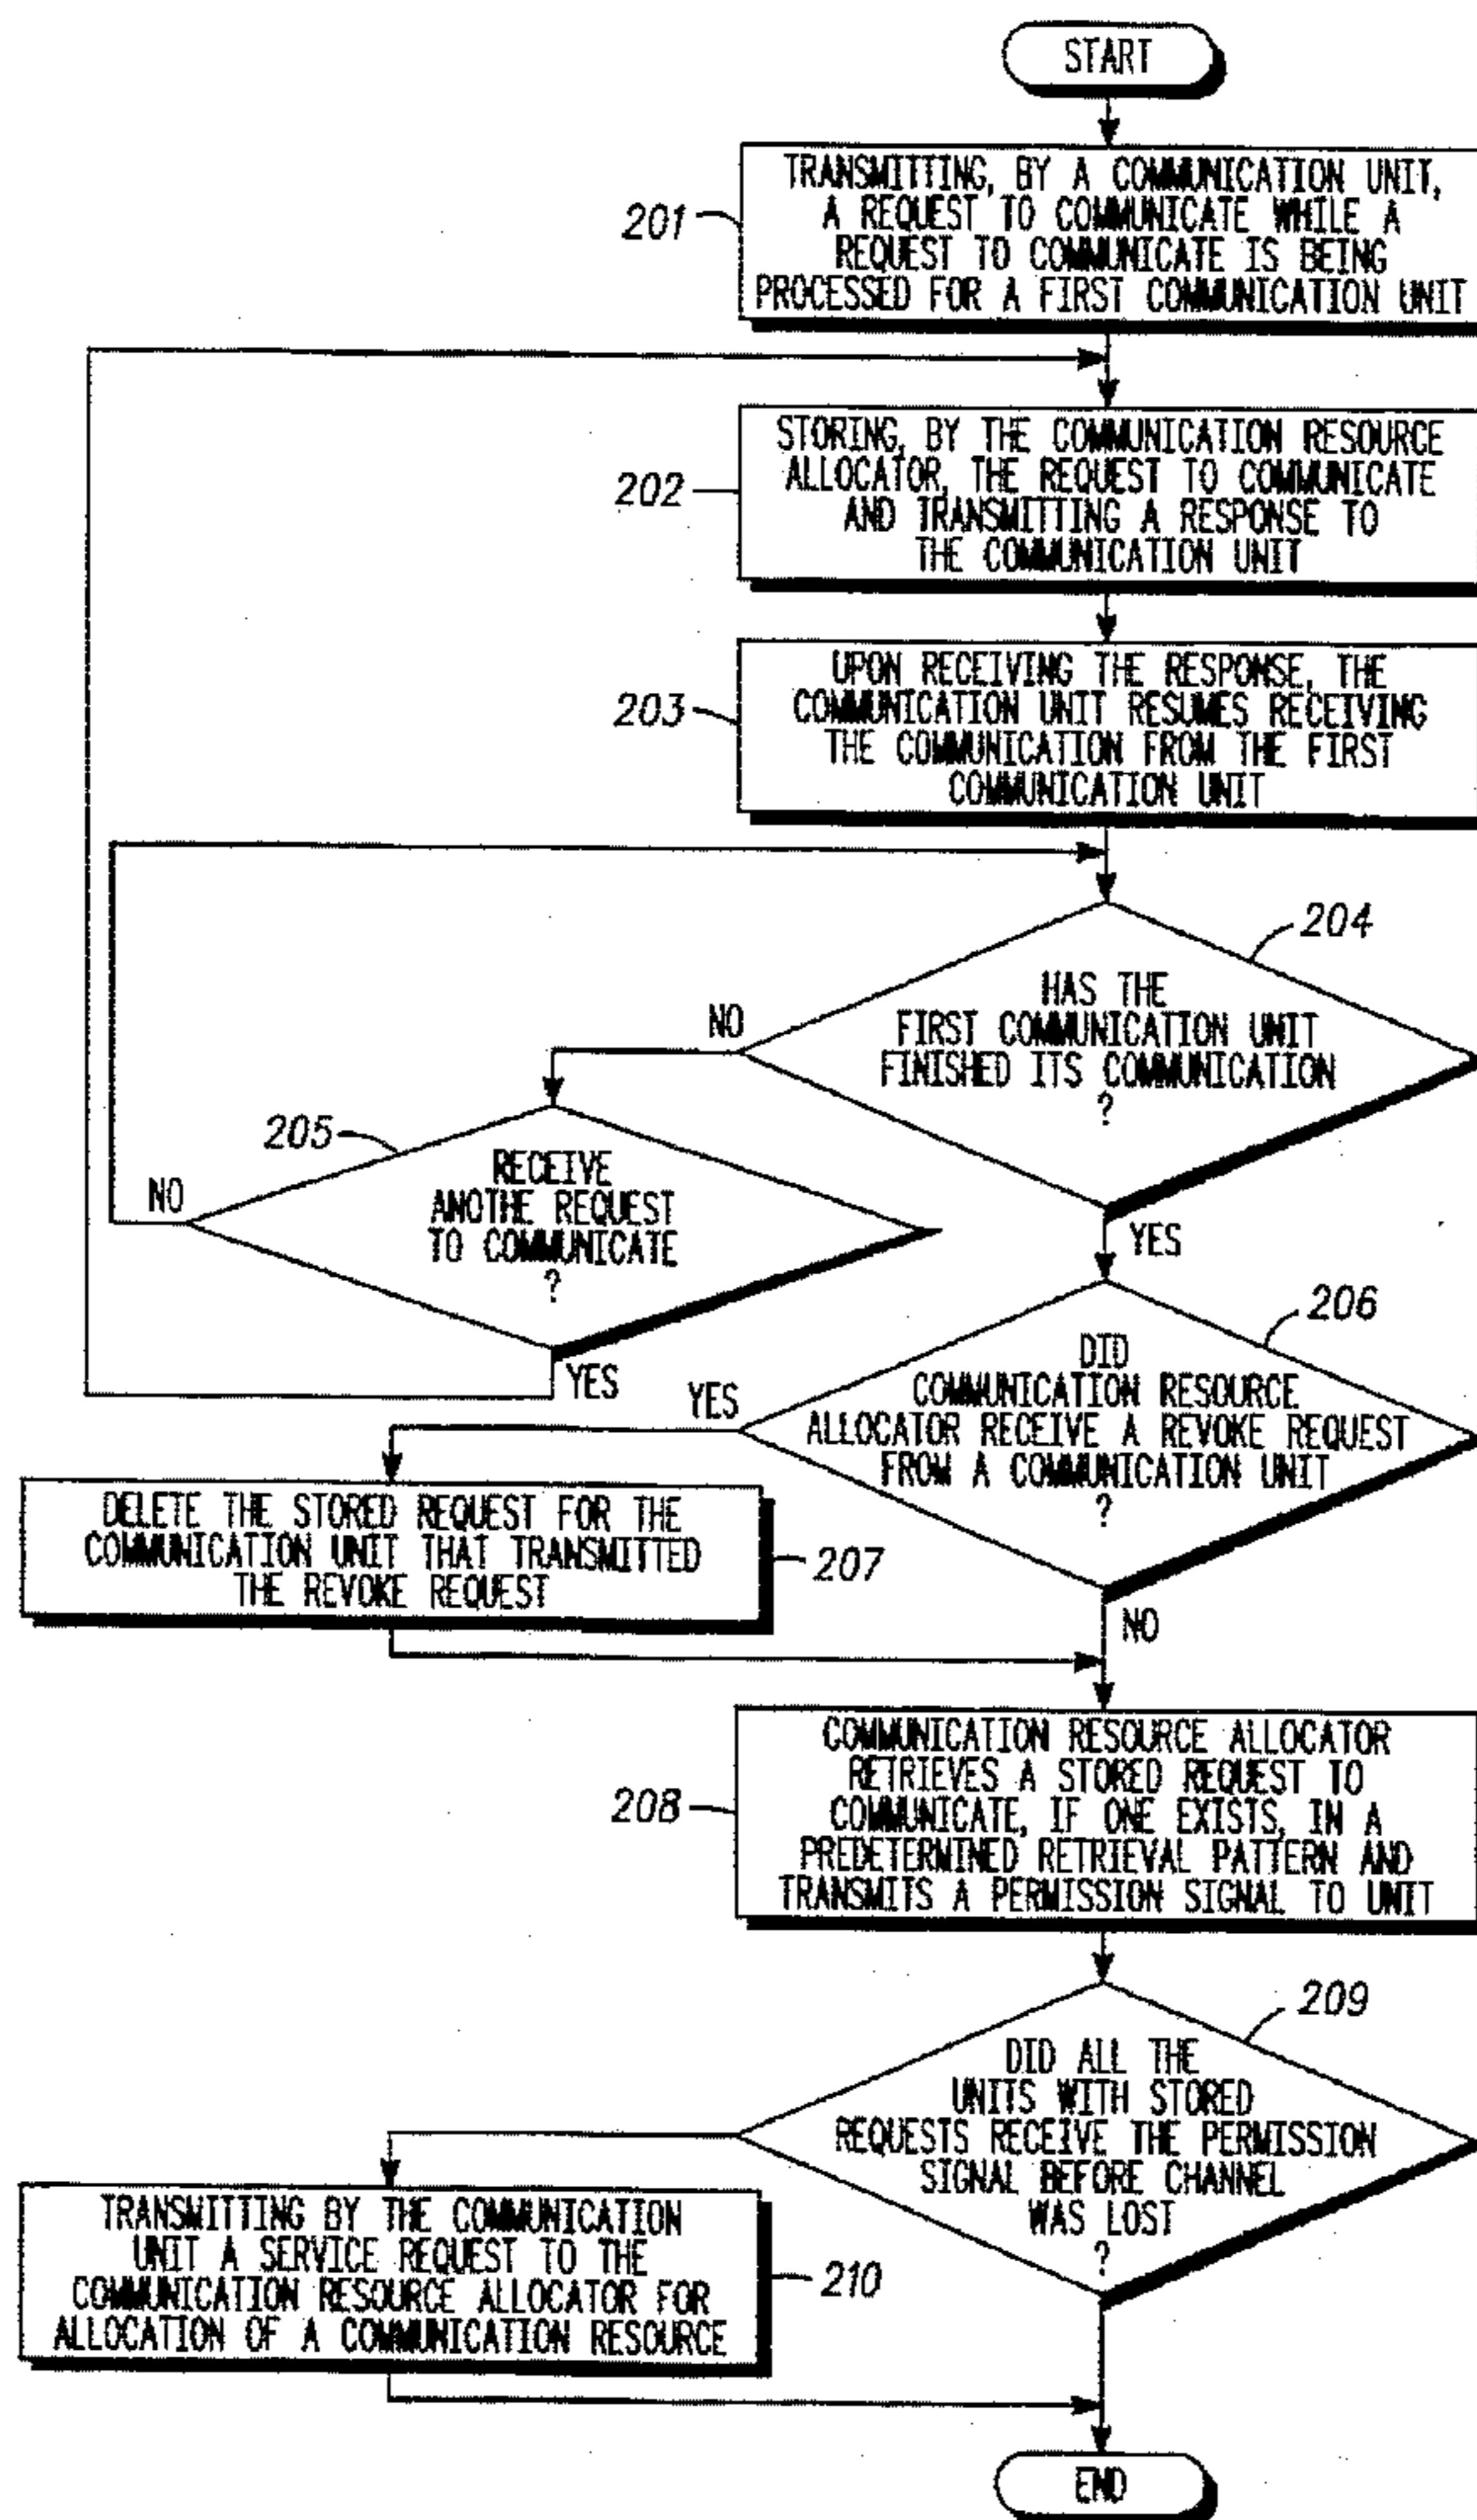 START
TRANSMITTING, BY A COMMUNICATION UNIT,
A REQUEST TO COMMUNICATE WHILE A
REQUEST TO COMMUNICATE IS BEING
PROCESSED FOR A FIRST COMMUNICATION UNIT
201
STORING, BY THE COMMUNICATION RESOURCE
ALLOCATOR, THE REQUEST TO COMMUNICATE
AND TRANSMITTING A RESPONSE TO
THE COMMUNICATION UNIT
202
UPON RECEIVING THE RESPONSE, THE
COMMUNICATION UNIT RESUMES RECEIVING
THE COMMUNICATION FROM THE FIRST
COMMUNICATION UNIT
203
204
HAS THE
FIRST COMMUNICATION UNIT
FINISHED ITS COMMUNICATION
?
NO
YES
205
RECEIVE
ANOTHE REQUEST
TO COMMUNICATE
?
NO
YES
206
DID
COMMUNICATION RESOURCE
ALLOCATOR RECEIVE A REVOKE REQUEST
FROM A COMMUNICATION UNIT
?
YES
NO
DELETE THE STORED REQUEST FOR THE
COMMUNICATION UNIT THAT TRANSMITTED
THE REVOKE REQUEST
207
COMMUNICATION RESOURCE ALLOCATOR
RETRIEVES A STORED REQUEST TO
COMMUNICATE, IF ONE EXISTS, IN A
PREDETERMINED RETRIEVAL PATTERN AND
TRANSMITS A PERMISSION SIGNAL TO UNIT
208
209
DID ALL THE
UNITS WITH STORED
REQUESTS RECEIVE THE PERMISSION
SIGNAL BEFORE CHANNEL
WAS LOST
?
TRANSMITTING BY THE COMMUNICATION
UNIT A SERVICE REQUEST TO THE
COMMUNICATION RESOURCE ALLOCATOR FOR
ALLOCATION OF A COMMUNICATION RESOURCE
210
END